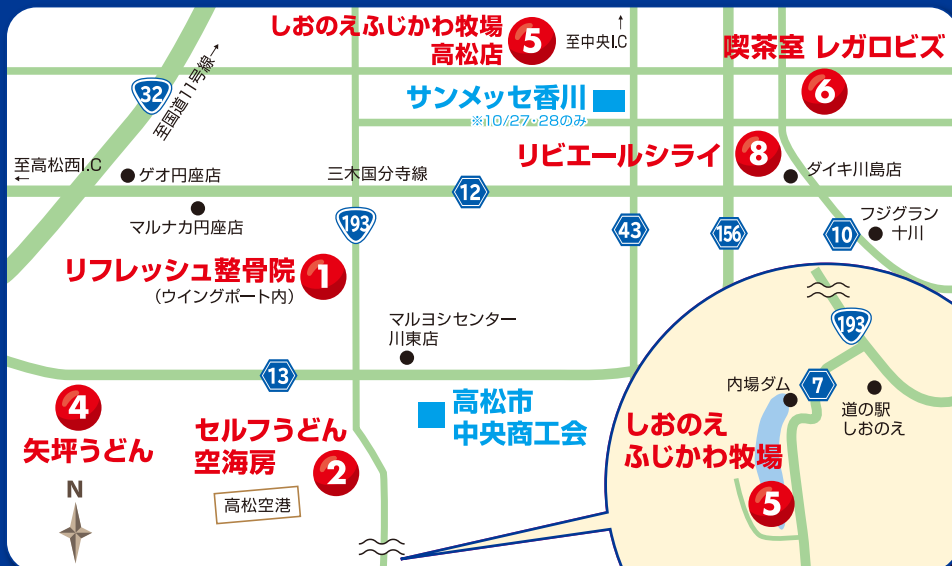 しおのえふじかわ牧場
高松店
5
至中央I.C
喫茶室 レガロビズ
6
32
至国道11号線→
サンメッセ香川
※10/27・28のみ
リビエールシライ
8
ダイキ川島店
至高松西I.C
←
ゲオ円座店
三木国分寺線
12
マルナカ円座店
193
43
156
10
フジグラン
十川
リフレッシュ整骨院
(ウイングポート内)
1
マルヨシセンター
川東店
193
13
内場ダム
7
道の駅
しおのえ
4
矢坪うどん
セルフうどん
空海房
2
高松市
中央商工会
しおのえ
ふじかわ牧場
5
N
高松空港